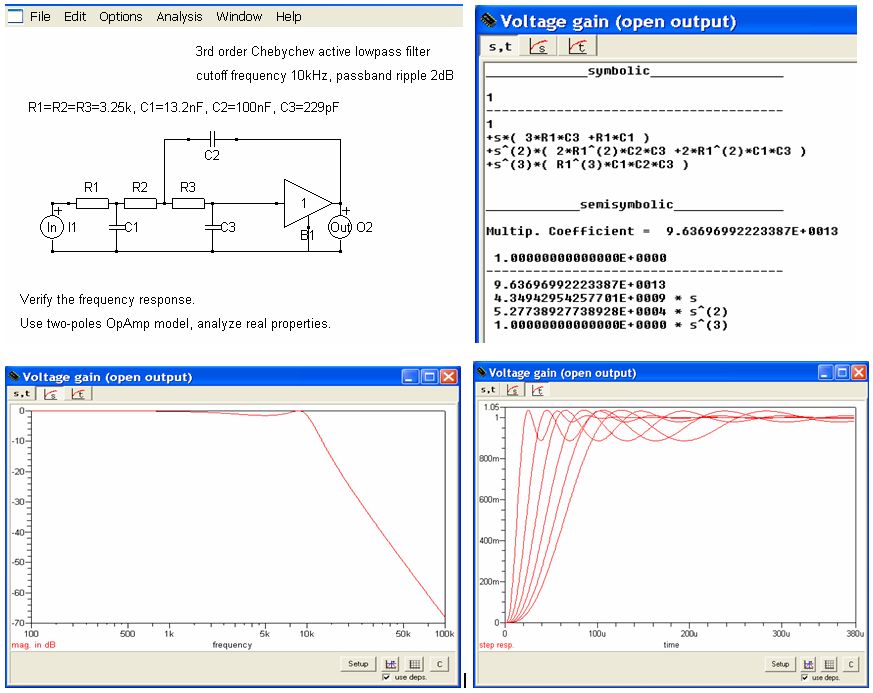 File Edit Options Analysis Window Help
3rd order Chebychev active lowpass filter
cutoff frequency 10kHz, passband ripple 2dB
R1=R2=R3=3.25k, C1=13.2nF, C2=100nF, C3=229pF
C2
R1 R2 R3
1
In I1 C1 C3 B1 Out O2
Verify the frequency response.
Use two-poles OpAmp model, analyze real properties.
Voltage gain (open output)
s,t s t
symbolic
1
--------------------------------
1
+s*( 3*R1*C3 +R1*C1 )
+s^(2)*( 2*R1^(2)*C2*C3 +2*R1^(2)*C1*C3 )
+s^(3)*( R1^(3)*C1*C2*C3 )
semisymbolic
Multip. Coefficient = 9.63696992223387E+0013
1.00000000000000E+0000
--------------------------------
9.63696992223387E+0013
4.34942954257701E+0009 * s
5.27738927738928E+0004 * s^(2)
1.00000000000000E+0000 * s^(3)
Voltage gain (open output)
s,t s t
0
-10
-20
-30
-40
-50
-60
-70
100 500 1k 5k 10k 50k 100k
mag. in dB frequency
Setup C
use deps.
Voltage gain (open output)
s,t s t
1.05
1
800m
600m
400m
200m
0
0 100u 200u 300u 380u
step resp. time
Setup C
use deps.